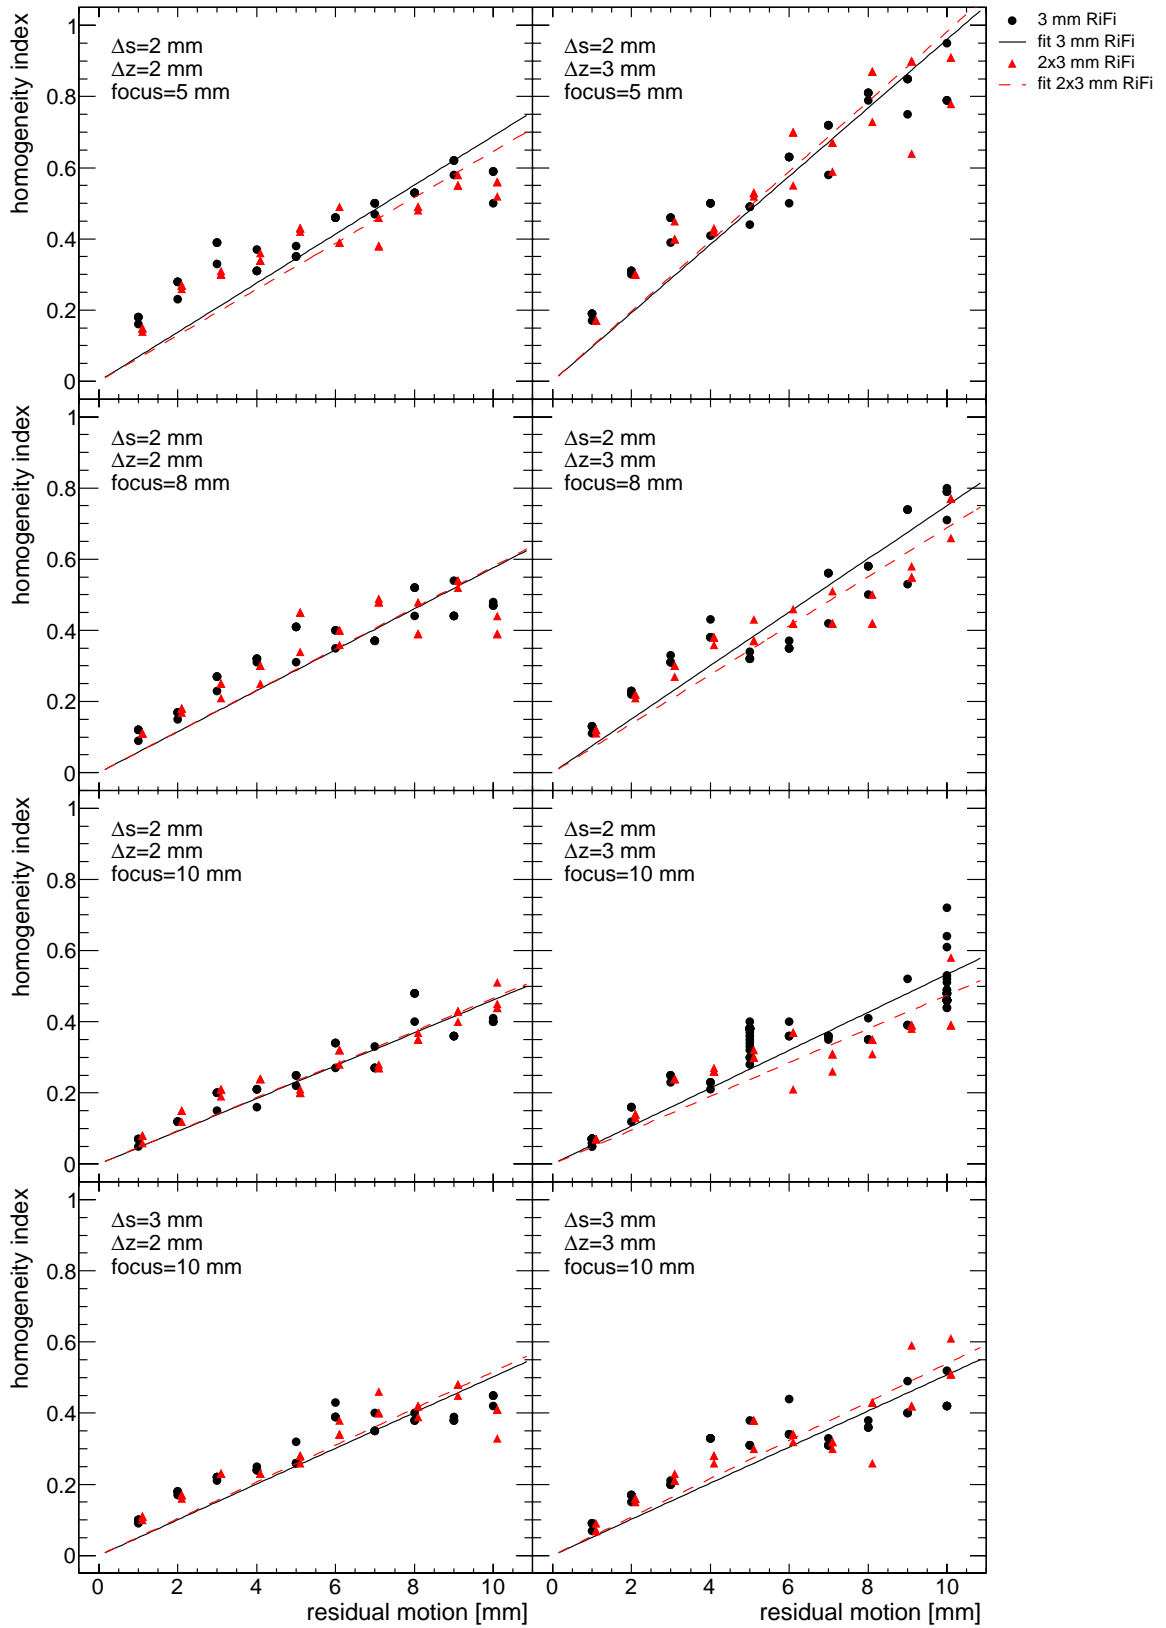 3 mm RiFi
fit 3 mm RiFi
2x3 mm RiFi
fit 2x3 mm RiFi
homogeneity index
1
0.8
0.6
0.4
0.2
0
Δs=2 mm
Δz=2 mm
focus=5 mm
Δs=2 mm
Δz=3 mm
focus=5 mm
homogeneity index
1
0.8
0.6
0.4
0.2
0
Δs=2 mm
Δz=2 mm
focus=8 mm
Δs=2 mm
Δz=3 mm
focus=8 mm
homogeneity index
1
0.8
0.6
0.4
0.2
0
Δs=2 mm
Δz=2 mm
focus=10 mm
Δs=2 mm
Δz=3 mm
focus=10 mm
homogeneity index
1
0.8
0.6
0.4
0.2
0
Δs=3 mm
Δz=2 mm
focus=10 mm
Δs=3 mm
Δz=3 mm
focus=10 mm
0 2 4 6 8 10
residual motion [mm]
0 2 4 6 8 10
residual motion [mm]